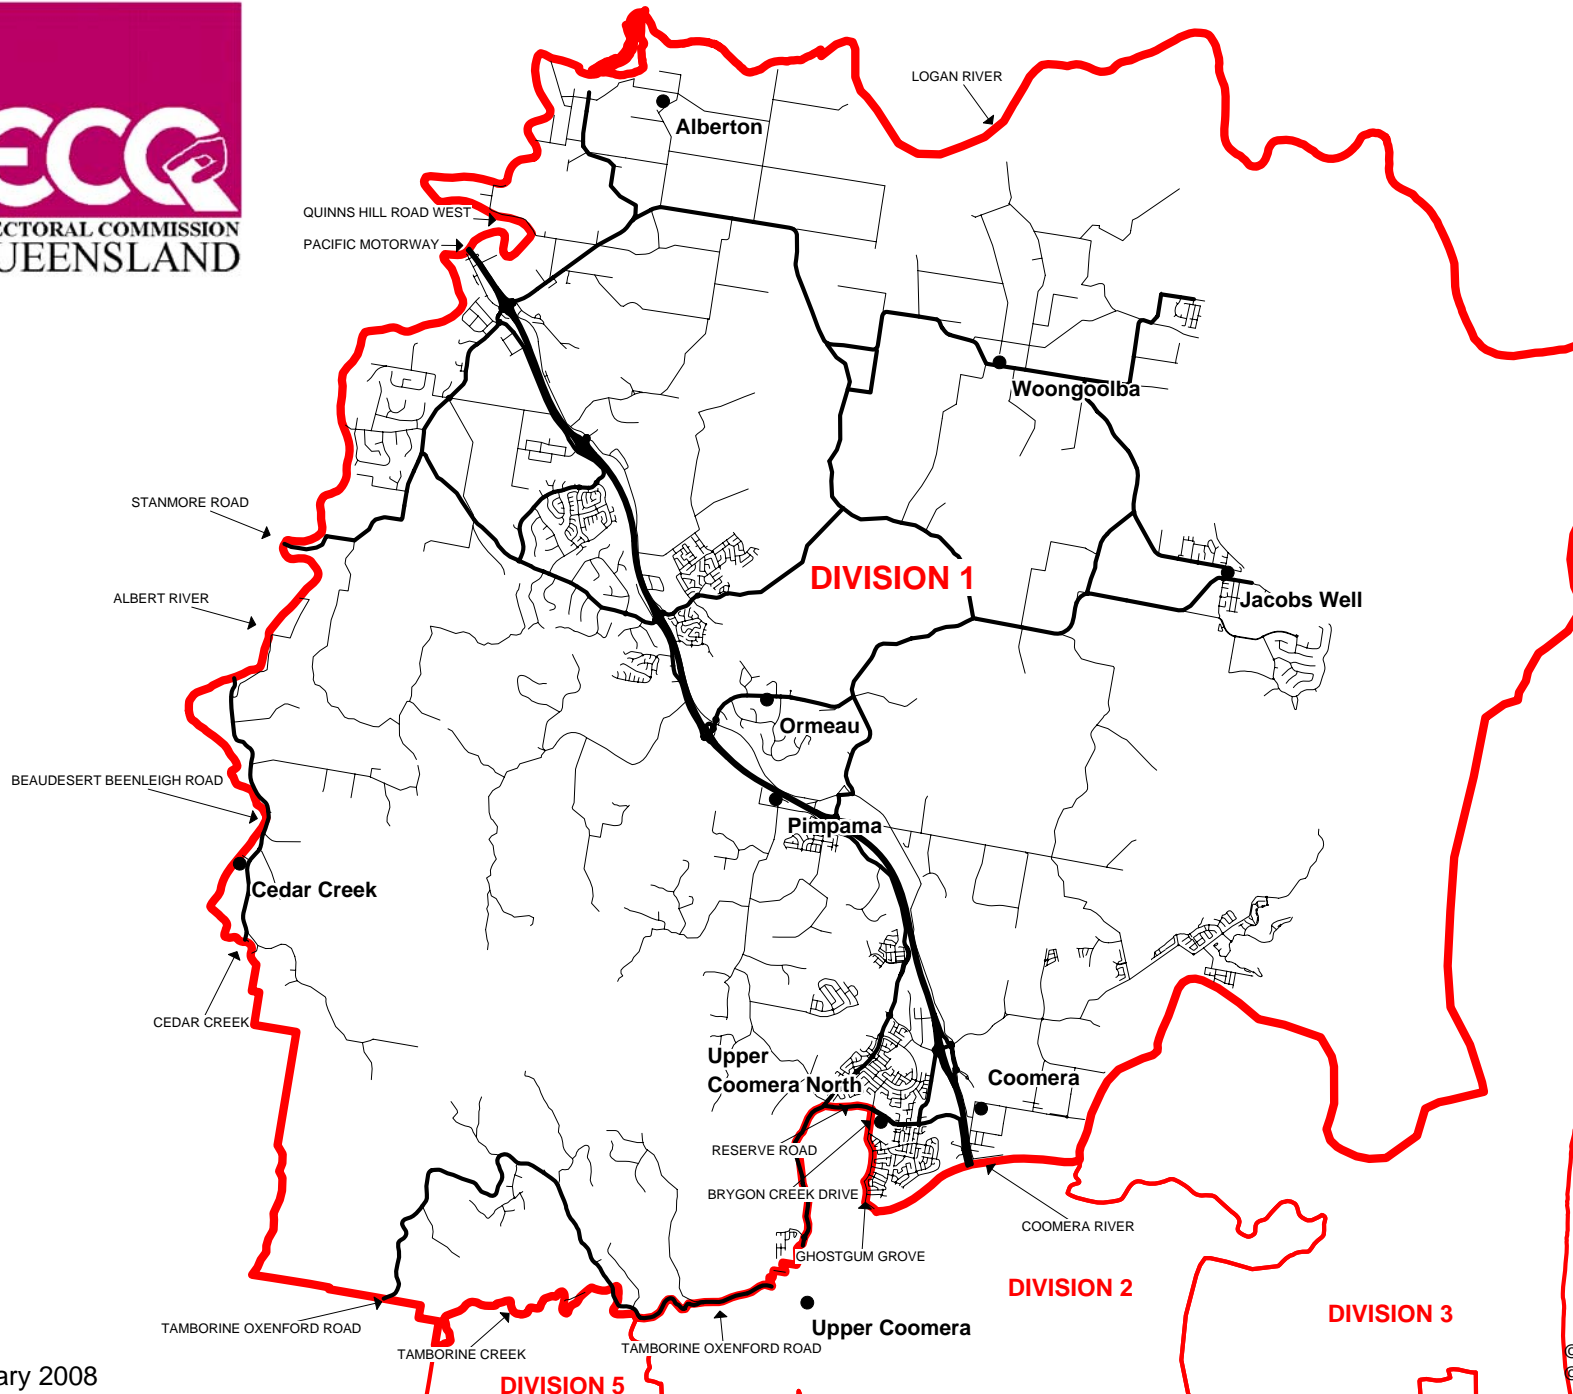 ECQ
ECTORAL COMMISSION
UEENSLAND
LOGAN RIVER
Alberton
QUINNS HILL ROAD WEST
PACIFIC MOTORWAY
Woongoolba
STANMORE ROAD
DIVISION 1
Jacobs Well
ALBERT RIVER
Ormeau
BEAUDESERT BEENLEIGH ROAD
Pimpama
Cedar Creek
CEDAR CREEK
Upper
Coomera North
Coomera
RESERVE ROAD
BRYGON CREEK DRIVE
COOMERA RIVER
GHOSTGUM GROVE
DIVISION 2
DIVISION 3
TAMBORINE OXENFORD ROAD
Upper Coomera
TAMBORINE CREEK
TAMBORINE OXENFORD ROAD
ary 2008
DIVISION 5
©
©